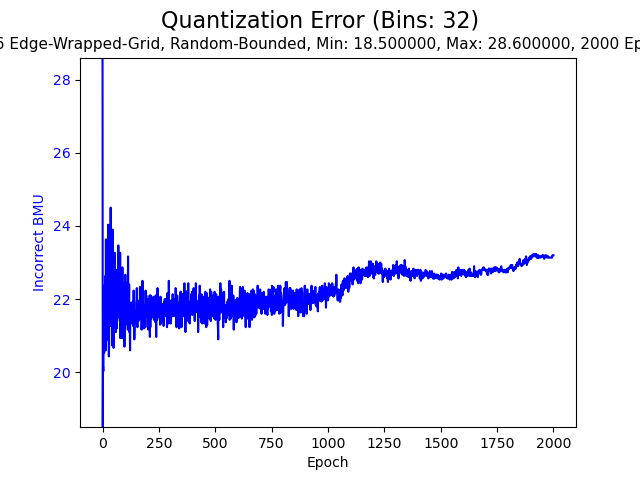 Quantization Error (Bins: 32)
Edge-Wrapped-Grid, Random-Bounded, Min: 18.500000, Max: 28.600000, 2000 Ep
28
26
24
22
20
Incorrect BMU
0 250 500 750 1000 1250 1500 1750 2000
Epoch